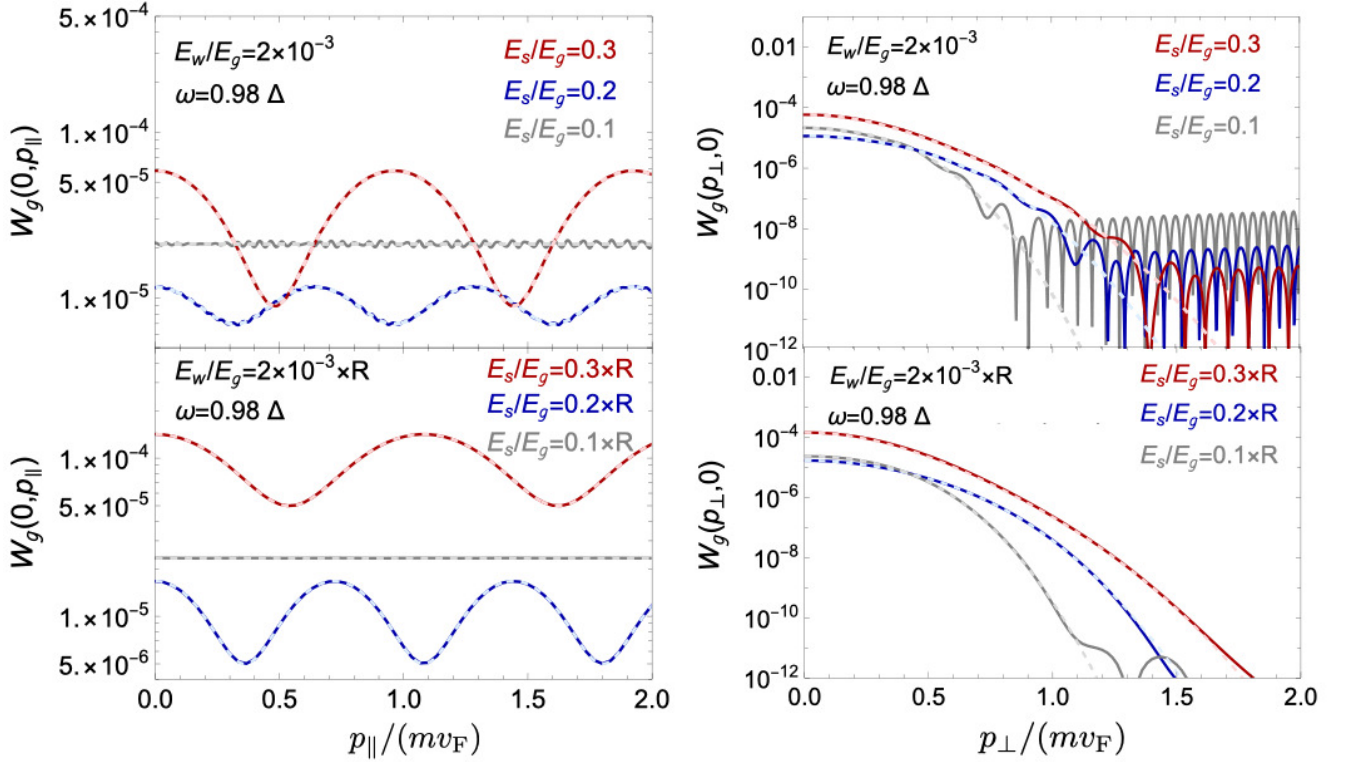 5.×10⁻⁴
1.×10⁻⁴
5.×10⁻⁵
1.×10⁻⁵
W_g(0,p_∥)
E_w/E_g=2×10⁻³
ω=0.98 Δ
E_s/E_g=0.3
E_s/E_g=0.2
E_s/E_g=0.1
0.01
10⁻⁴
10⁻⁶
10⁻⁸
10⁻¹⁰
10⁻¹²
W_g(p_⊥,0)
E_w/E_g=2×10⁻³
ω=0.98 Δ
E_s/E_g=0.3
E_s/E_g=0.2
E_s/E_g=0.1
1.×10⁻⁴
5.×10⁻⁵
1.×10⁻⁵
5.×10⁻⁶
W_g(0,p_∥)
E_w/E_g=2×10⁻³×R
ω=0.98 Δ
E_s/E_g=0.3×R
E_s/E_g=0.2×R
E_s/E_g=0.1×R
0.0 0.5 1.0 1.5 2.0
p_∥/(mv_F)
0.01
10⁻⁴
10⁻⁶
10⁻⁸
10⁻¹⁰
10⁻¹²
W_g(p_⊥,0)
E_w/E_g=2×10⁻³×R
ω=0.98 Δ
E_s/E_g=0.3×R
E_s/E_g=0.2×R
E_s/E_g=0.1×R
0.0 0.5 1.0 1.5 2.0
p_⊥/(mv_F)